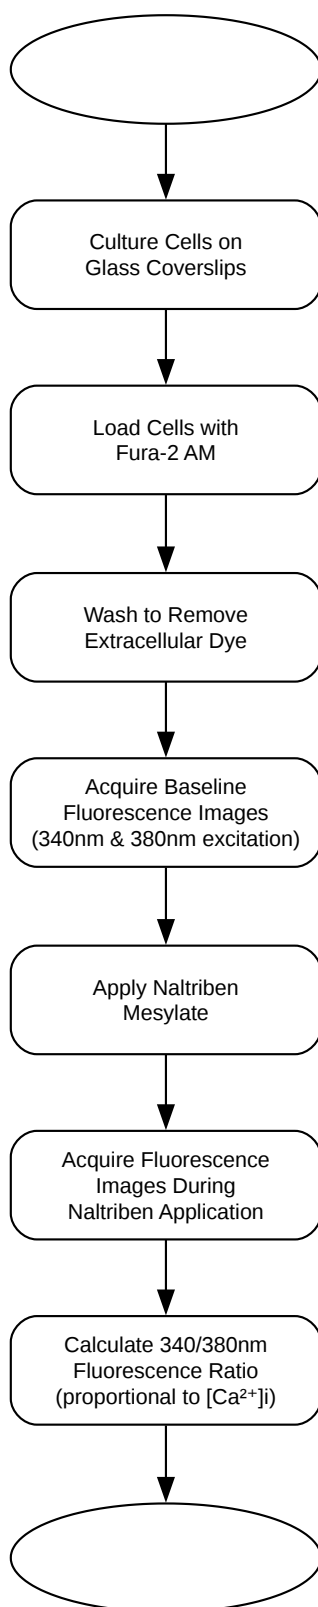 Culture Cells on
Glass Coverslips
Load Cells with
Fura-2 AM
Wash to Remove
Extracellular Dye
Acquire Baseline
Fluorescence Images
(340nm & 380nm excitation)
Apply Naltriben
Mesylate
Acquire Fluorescence
Images During
Naltriben Application
Calculate 340/380nm
Fluorescence Ratio
(proportional to [Ca²⁺]i)